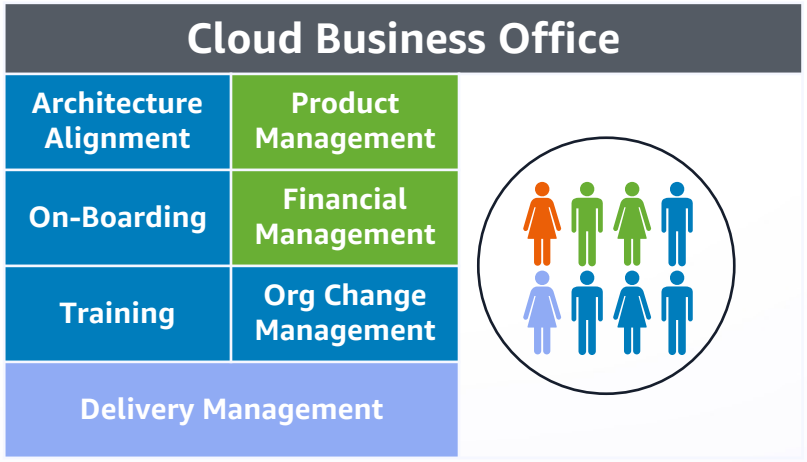 Cloud Business Office
Architecture
Alignment
Product
Management
On-Boarding
Financial
Management
Training
Org Change
Management
Delivery Management